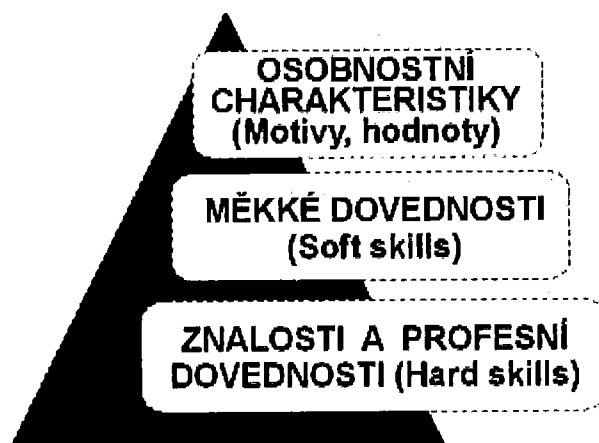 OSOBNOSTNÍ
CHARAKTERISTIKY
(Motivy, hodnoty)
MĚKKÉ DOVEDNOSTI
(Soft skills)
ZNALOSTI A PROFESNÍ
DOVEDNOSTI (Hard skills)